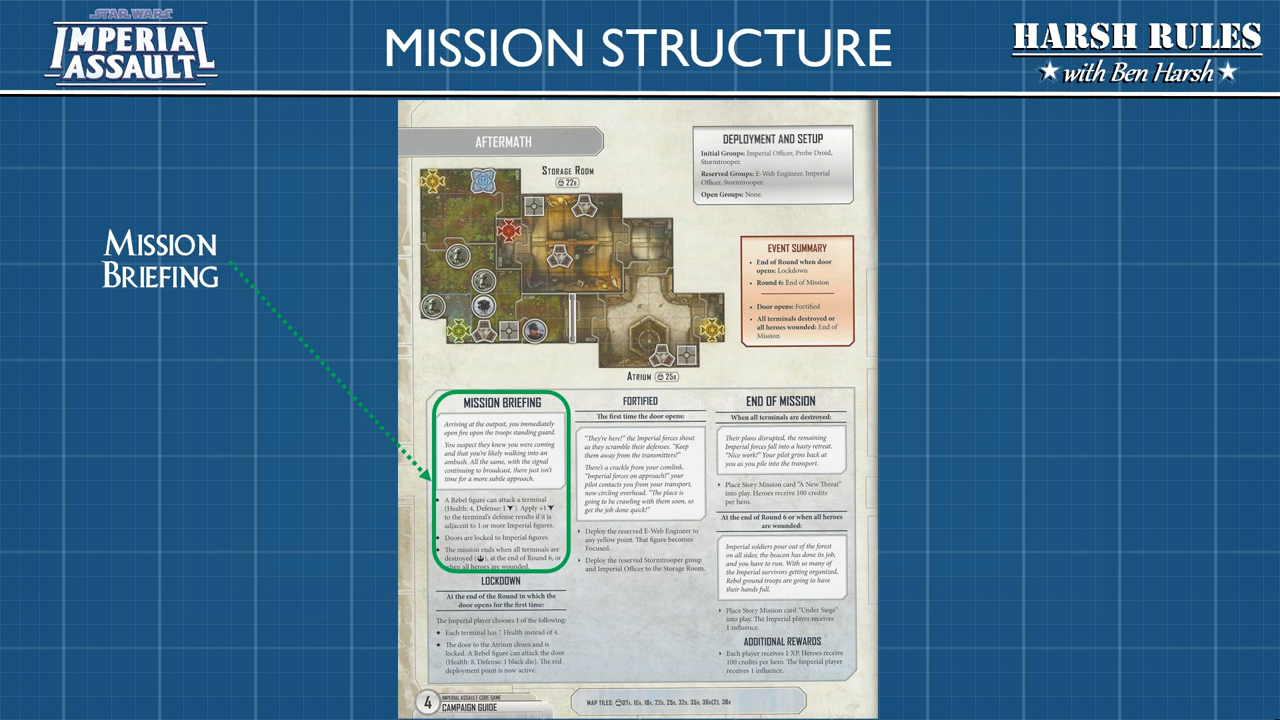 STAR WARS
IMPERIAL
ASSAULT
MISSION STRUCTURE
HARSH RULES
with Ben Harsh
MISSION
BRIEFING
AFTERMATH
STORAGE ROOM
22B
ATRIUM 25B
DEPLOYMENT AND SETUP
Initial Groups: Imperial Officer, Probe Droid,
Stormtrooper.
Reserved Groups: E-Web Engineer, Imperial
Officer, Stormtrooper.
Open Groups: None.
EVENT SUMMARY
• End of Round when door
opens: Lockdown
• Round 6: End of Mission
• Door opens: Fortified
• All terminals destroyed or
all heroes wounded: End of
Mission
MISSION BRIEFING
Arriving at the outpost, you immediately
open fire upon the troops standing guard.
You suspect they knew you were coming
and that you're likely walking into an
ambush. All the same, with the signal
continuing to broadcast, there just isn't
time for a more subtle approach.
A Rebel figure can attack a terminal
(Health: 4, Defense: 1 ). Apply +1
to the terminal's defense results if it is
adjacent to 1 or more Imperial figures.
Doors are locked to Imperial figures.
The mission ends when all terminals are
destroyed ( ), at the end of Round 6, or
when all heroes are wounded.
LOCKDOWN
At the end of the Round in which the
door opens for the first time:
The Imperial player chooses 1 of the following:
Each terminal has 7 Health instead of 4.
The door to the Atrium closes and is
locked. A Rebel figure can attack the door
(Health: 8, Defense: 1 black die). The red
deployment point is now active.
FORTIFIED
The first time the door opens:
"They're here!" the Imperial forces shout
as they scramble their defenses. "Keep
them away from the transmitters!"
There's a crackle from your comlink.
"Imperial forces on approach!" your
pilot contacts you from your transport,
now circling overhead. "The place is
going to be crawling with them soon, so
get the job done quick!"
Deploy the reserved E-Web Engineer to
any yellow point. That figure becomes
Focused.
Deploy the reserved Stormtrooper group
and Imperial Officer to the Storage Room.
END OF MISSION
When all terminals are destroyed:
Their plans disrupted, the remaining
Imperial forces fall into a hasty retreat.
"Nice work!" Your pilot grins back at
you as you pile into the transport.
Place Story Mission card "A New Threat"
into play. Heroes receive 100 credits
per hero.
At the end of Round 6 or when all heroes
are wounded:
Imperial soldiers pour out of the forest
on all sides; the beacon has done its job,
and you have to run. With so many of
the Imperial survivors getting organized,
Rebel ground troops are going to have
their hands full.
Place Story Mission card "Under Siege"
into play. The Imperial player receives
1 influence.
ADDITIONAL REWARDS
Each player receives 1 XP. Heroes receive
100 credits per hero. The Imperial player
receives 1 influence.
4
IMPERIAL ASSAULT-CORE GAME
CAMPAIGN GUIDE
MAP TILES: